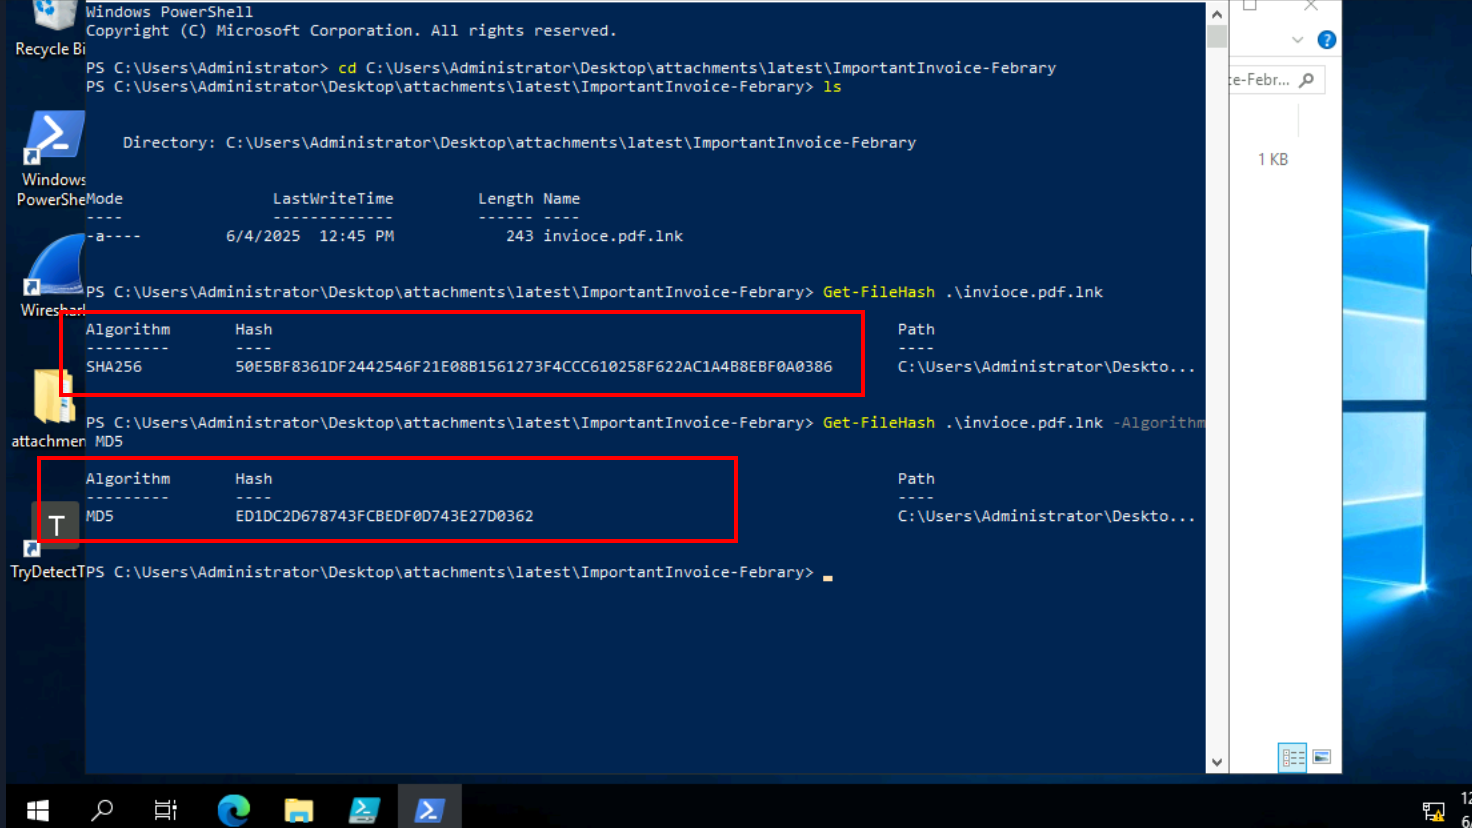 Windows PowerShell
Copyright (C) Microsoft Corporation. All rights reserved.
PS C:\Users\Administrator> cd C:\Users\Administrator\Desktop\attachments\latest\ImportantInvoice-Febrary
PS C:\Users\Administrator\Desktop\attachments\latest\ImportantInvoice-Febrary> ls
Directory: C:\Users\Administrator\Desktop\attachments\latest\ImportantInvoice-Febrary
Mode LastWriteTime Length Name
---- ------------- ------ ----
-a---- 6/4/2025 12:45 PM 243 invioce.pdf.lnk
PS C:\Users\Administrator\Desktop\attachments\latest\ImportantInvoice-Febrary> Get-FileHash .\invioce.pdf.lnk
Algorithm Hash Path
--------- ---- ----
SHA256 50E5BF8361DF2442546F21E08B1561273F4CCC610258F622AC1A4B8EBF0A0386 C:\Users\Administrator\Deskto...
PS C:\Users\Administrator\Desktop\attachments\latest\ImportantInvoice-Febrary> Get-FileHash .\invioce.pdf.lnk -Algorithm
MD5
Algorithm Hash Path
--------- ---- ----
MD5 ED1DC2D678743FCBEDF0D743E27D0362 C:\Users\Administrator\Deskto...
PS C:\Users\Administrator\Desktop\attachments\latest\ImportantInvoice-Febrary>
Recycle Bi
Windows
PowerShe
Wireshark
attachmen
T
TryDetectT
?
ce-Febr...
1 KB
12
6/